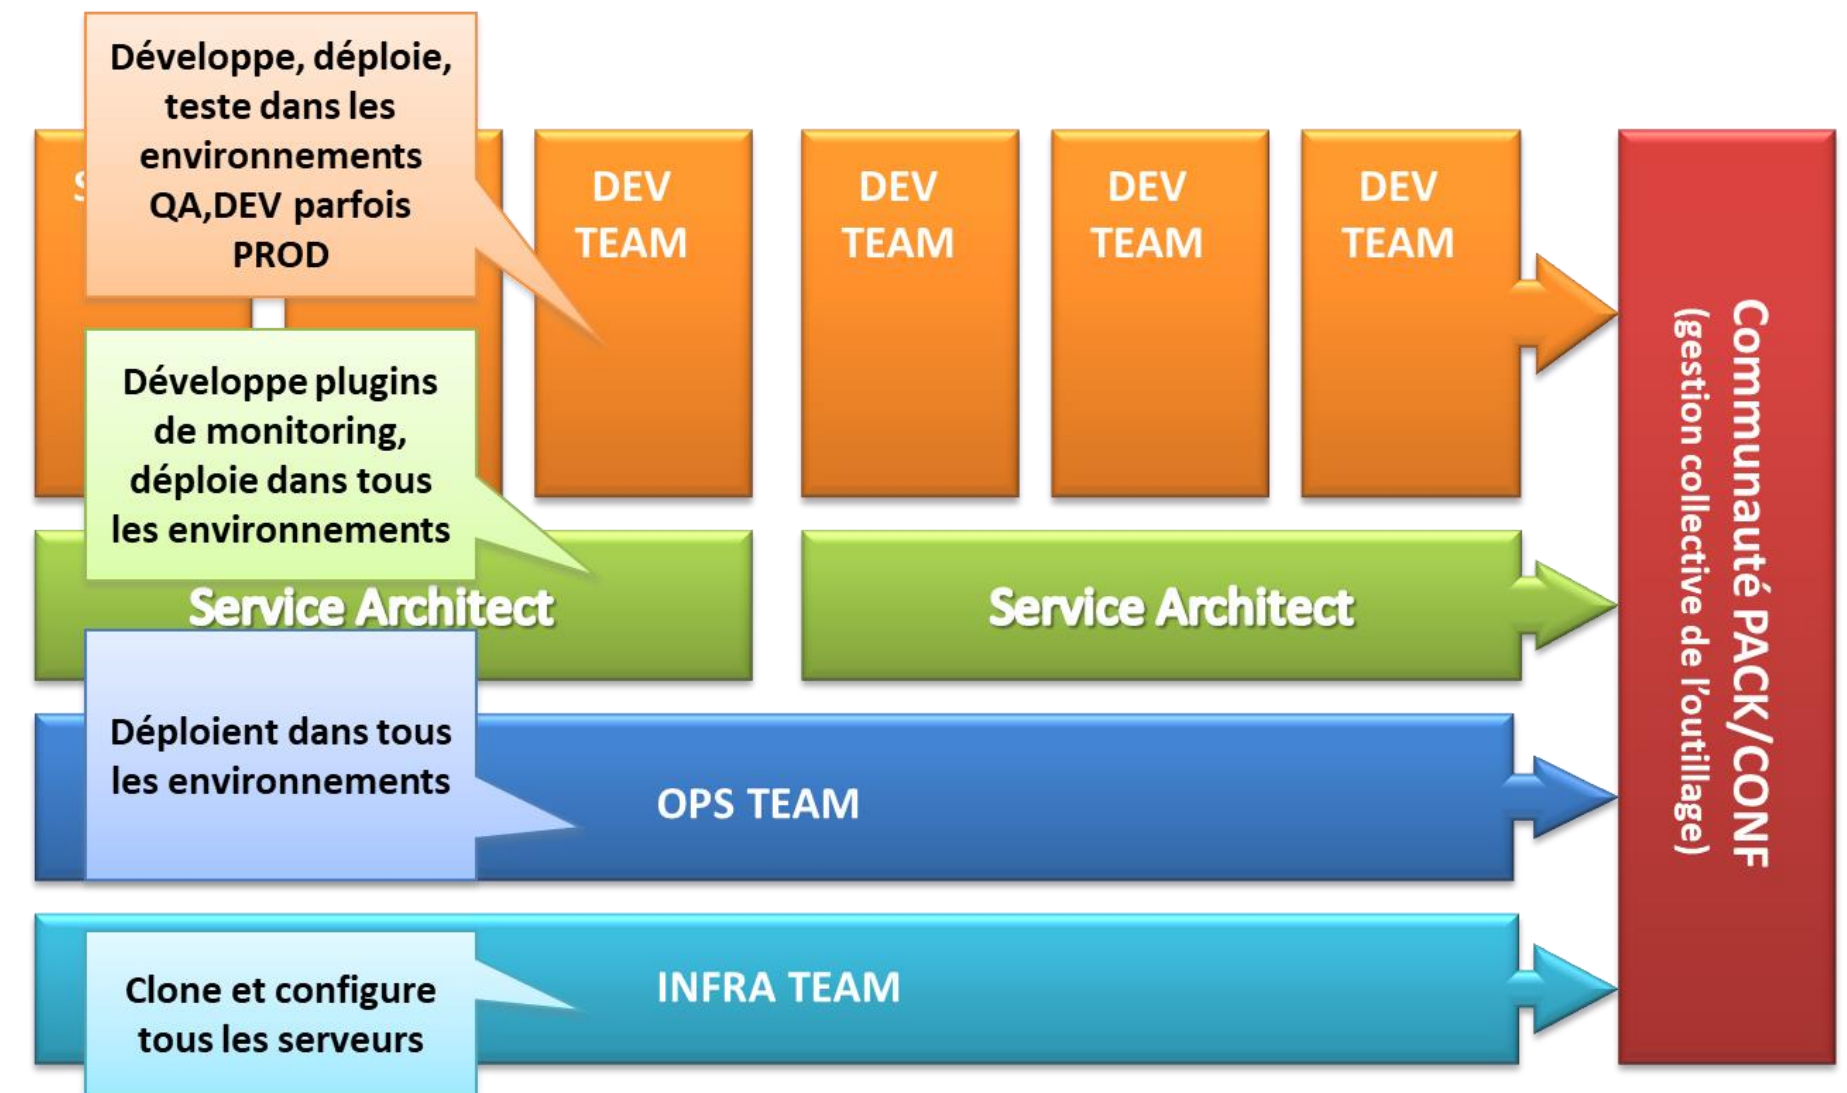 Développe, déploie,
teste dans les
environnements
QA,DEV parfois
PROD
DEV
TEAM
DEV
TEAM
DEV
TEAM
DEV
TEAM
Développe plugins
de monitoring,
déploie dans tous
les environnements
Service Architect
Service Architect
Déploient dans tous
les environnements
OPS TEAM
Clone et configure
tous les serveurs
INFRA TEAM
Communauté PACK/CONF
(gestion collective de l'outillage)